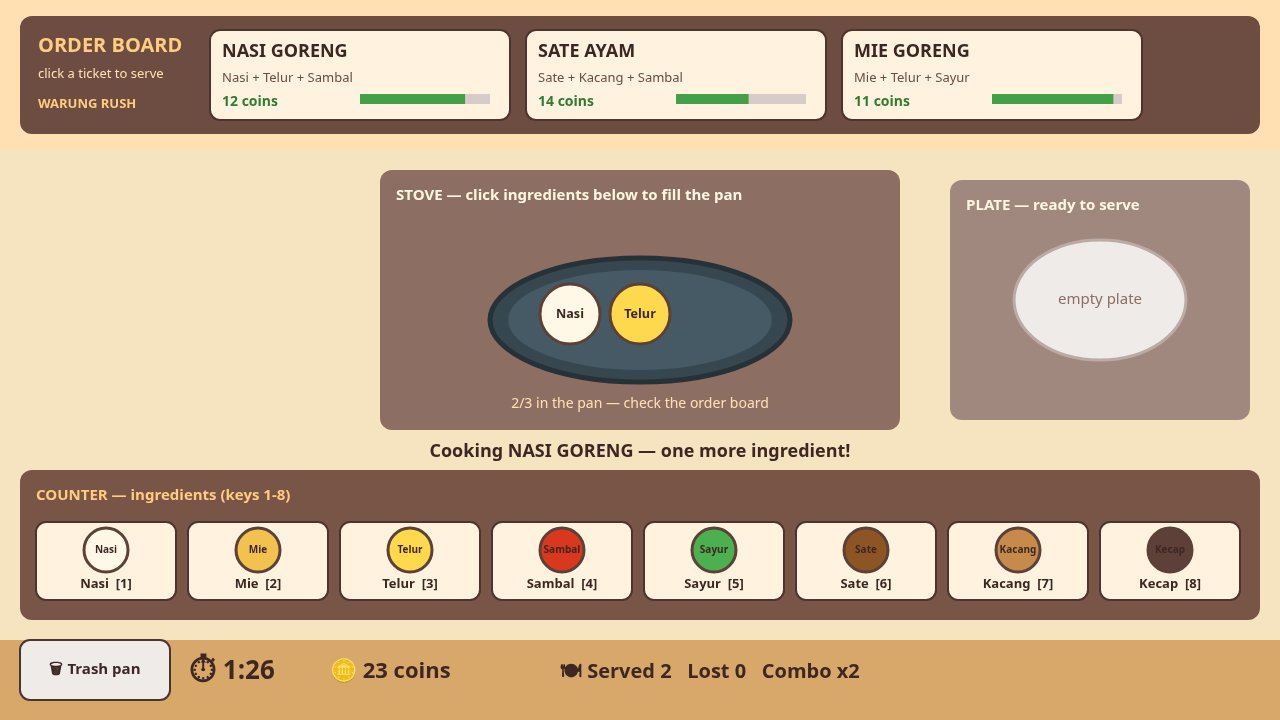 ORDER BOARD
click a ticket to serve
WARUNG RUSH
NASI GORENG
Nasi + Telur + Sambal
12 coins
SATE AYAM
Sate + Kacang + Sambal
14 coins
MIE GORENG
Mie + Telur + Sayur
11 coins
STOVE — click ingredients below to fill the pan
Nasi
Telur
2/3 in the pan — check the order board
PLATE — ready to serve
empty plate
Cooking NASI GORENG — one more ingredient!
COUNTER — ingredients (keys 1-8)
Nasi
Nasi [1]
Mie
Mie [2]
Telur
Telur [3]
Sambal
Sambal [4]
Sayur
Sayur [5]
Sate
Sate [6]
Kacang
Kacang [7]
Kecap
Kecap [8]
Trash pan
1:26
23 coins
Served 2 Lost 0 Combo x2